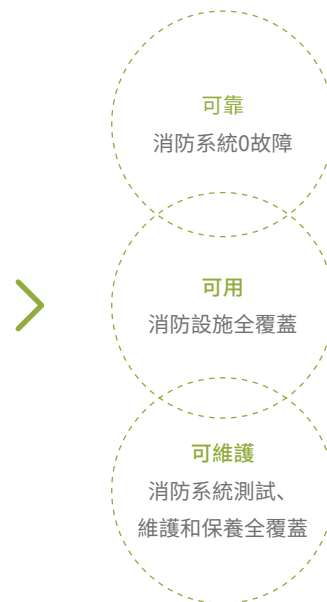 可靠
消防系統0故障
可用
消防設施全覆蓋
可維護
消防系統測試、
維護和保養全覆蓋